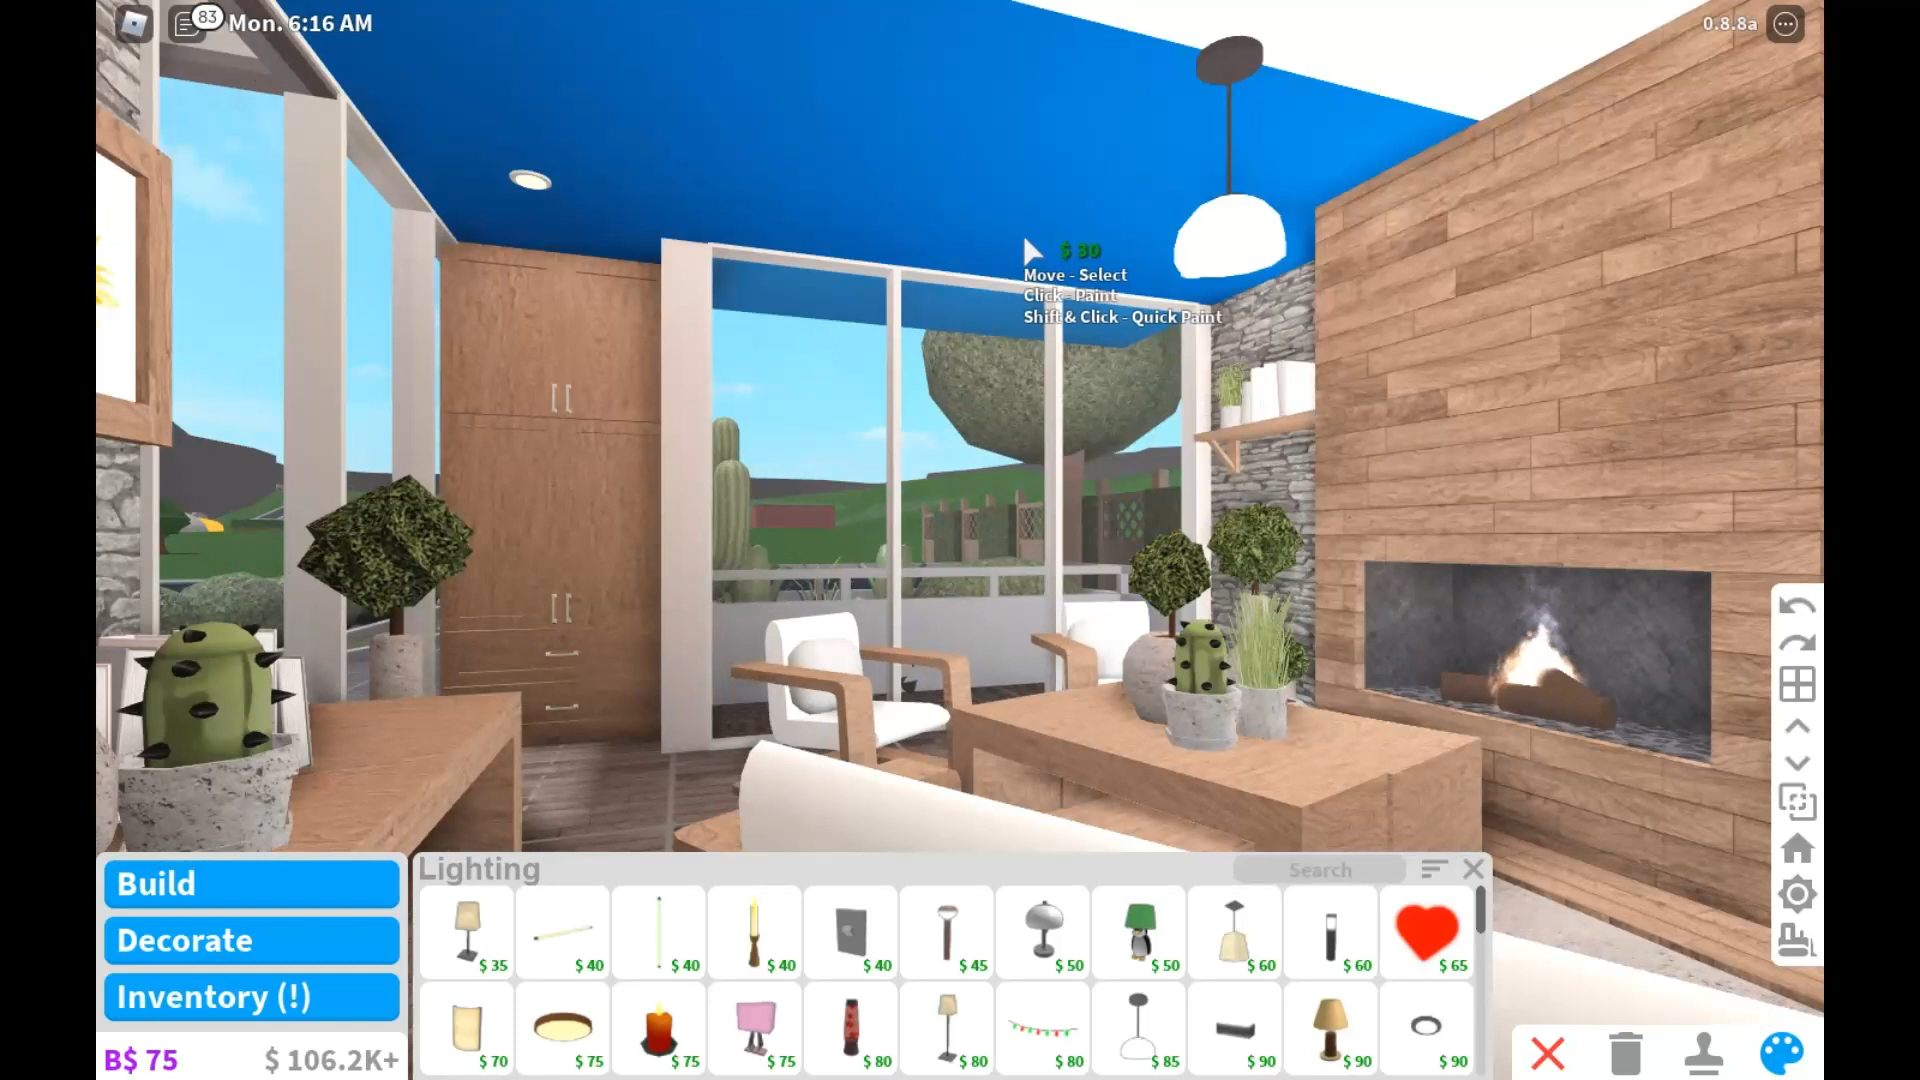 83 Mon. 6:16 AM
0.8.8a
$ 30
Move - Select
Click - Paint
Shift & Click - Quick Paint
Build
Decorate
Inventory (!)
B$ 75 $ 106.2K+
Lighting
Search
$ 35 $ 40 $ 40 $ 40 $ 40 $ 45 $ 50 $ 50 $ 60 $ 60 $ 65
$ 70 $ 75 $ 75 $ 75 $ 80 $ 80 $ 80 $ 85 $ 90 $ 90 $ 90